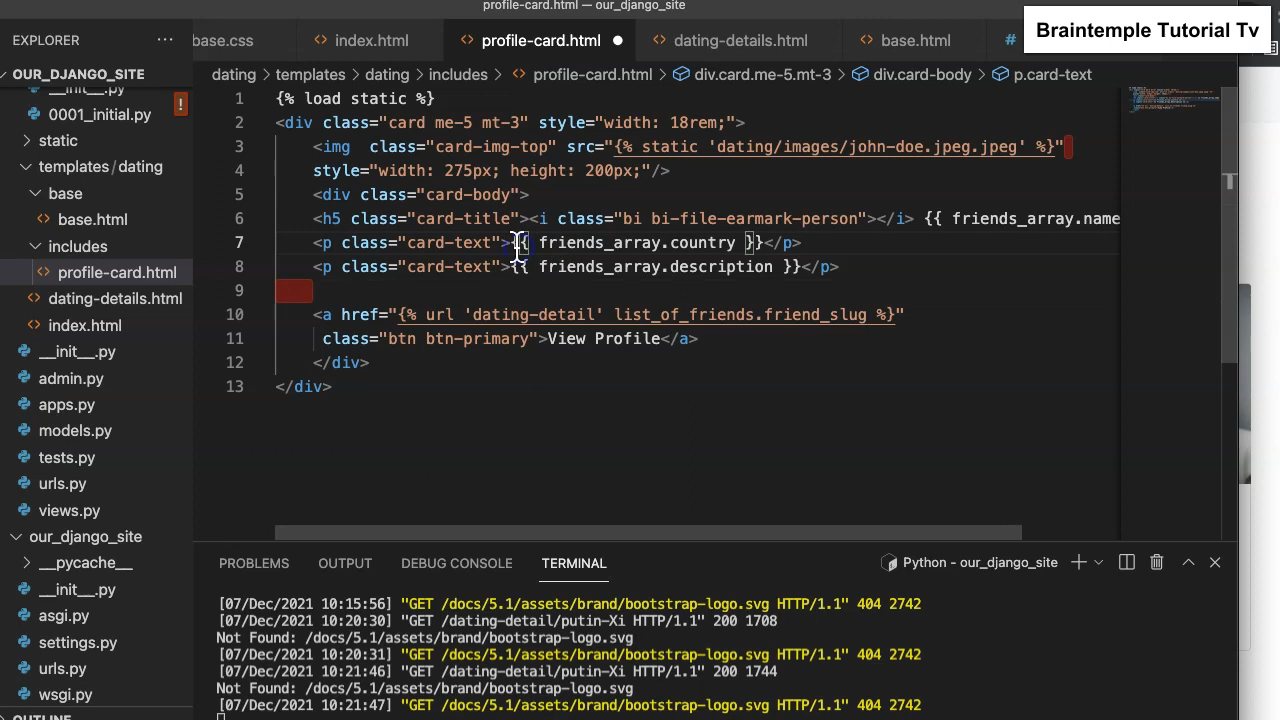 profile-card.html — our_django_site
Braintemple Tutorial Tv
EXPLORER
base.css
index.html
profile-card.html
dating-details.html
base.html
#
OUR_DJANGO_SITE
dating > templates > dating > includes > profile-card.html > div.card.me-5.mt-3 > div.card-body > p.card-text
__init__.py
0001_initial.py
static
templates/dating
base
base.html
includes
profile-card.html
dating-details.html
index.html
__init__.py
admin.py
apps.py
models.py
tests.py
urls.py
views.py
our_django_site
__pycache__
__init__.py
asgi.py
settings.py
urls.py
wsgi.py
OUTLINE
1 {% load static %}
2 <div class="card me-5 mt-3" style="width: 18rem;">
3 <img  class="card-img-top" src="{% static 'dating/images/john-doe.jpeg.jpeg' %}"
4 style="width: 275px; height: 200px;"/>
5 <div class="card-body">
6 <h5 class="card-title"><i class="bi bi-file-earmark-person"></i> {{ friends_array.name
7 <p class="card-text">{{ friends_array.country }}</p>
8 <p class="card-text">{{ friends_array.description }}</p>
9
10 <a href="{% url 'dating-detail' list_of_friends.friend_slug %}"
11 class="btn btn-primary">View Profile</a>
12 </div>
13 </div>
PROBLEMS OUTPUT DEBUG CONSOLE TERMINAL
Python - our_django_site
[07/Dec/2021 10:15:56] "GET /docs/5.1/assets/brand/bootstrap-logo.svg HTTP/1.1" 404 2742
[07/Dec/2021 10:20:30] "GET /dating-detail/putin-Xi HTTP/1.1" 200 1708
Not Found: /docs/5.1/assets/brand/bootstrap-logo.svg
[07/Dec/2021 10:20:31] "GET /docs/5.1/assets/brand/bootstrap-logo.svg HTTP/1.1" 404 2742
[07/Dec/2021 10:21:46] "GET /dating-detail/putin-Xi HTTP/1.1" 200 1744
Not Found: /docs/5.1/assets/brand/bootstrap-logo.svg
[07/Dec/2021 10:21:47] "GET /docs/5.1/assets/brand/bootstrap-logo.svg HTTP/1.1" 404 2742